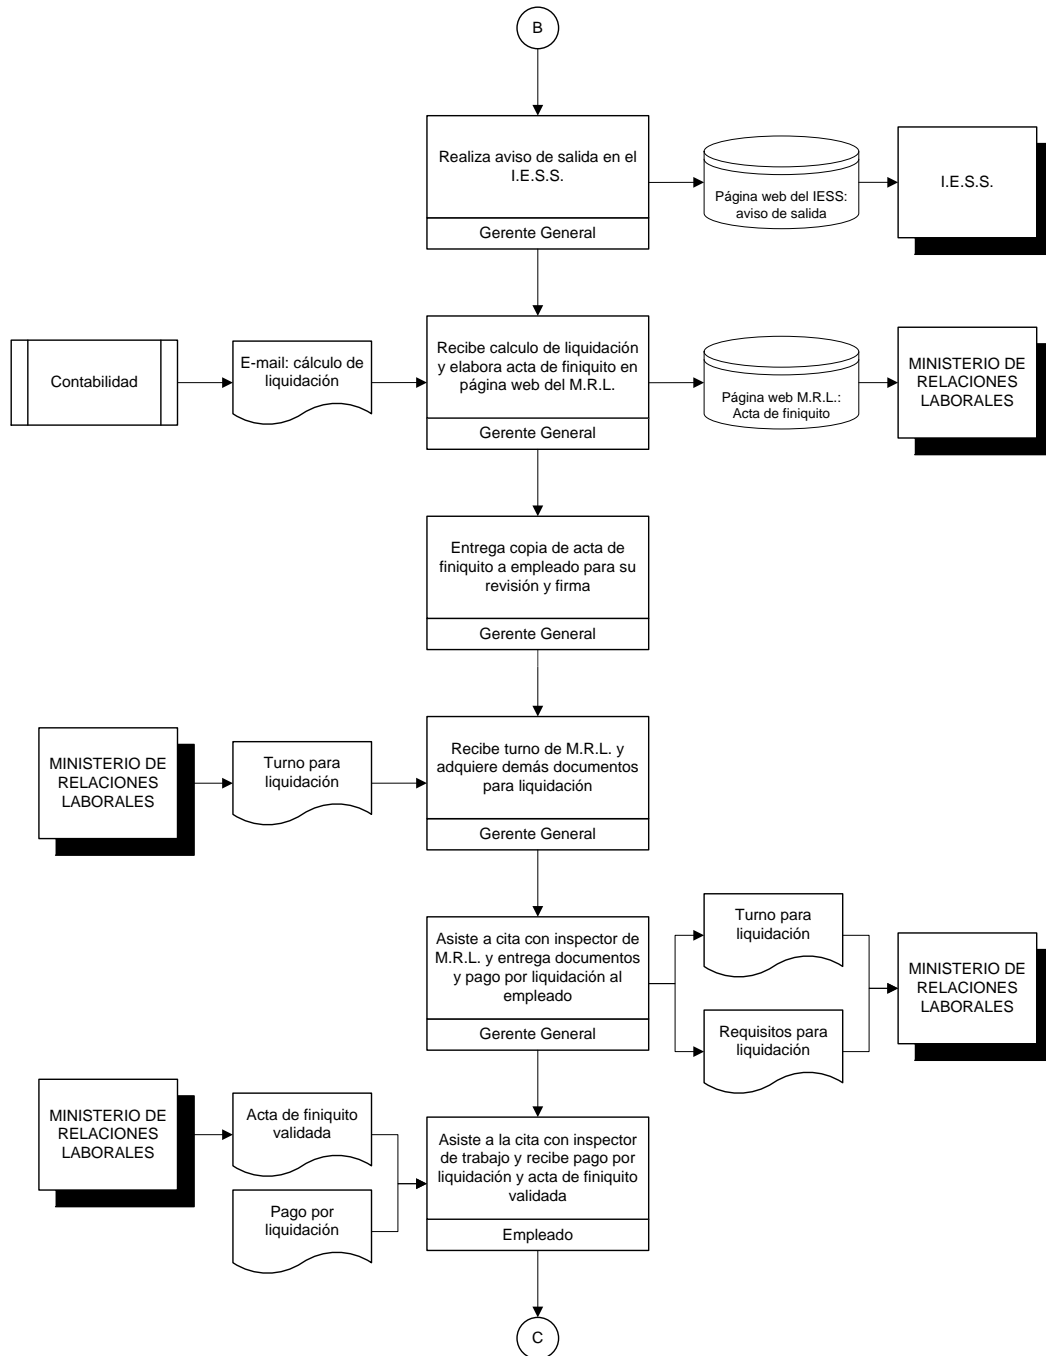 B
Realiza aviso de salida en el
I.E.S.S.
Gerente General
Página web del IESS:
aviso de salida
I.E.S.S.
Contabilidad
E-mail: cálculo de
liquidación
Recibe calculo de liquidación
y elabora acta de finiquito en
página web del M.R.L.
Gerente General
Página web M.R.L.:
Acta de finiquito
MINISTERIO DE
RELACIONES
LABORALES
Entrega copia de acta de
finiquito a empleado para su
revisión y firma
Gerente General
MINISTERIO DE
RELACIONES
LABORALES
Turno para
liquidación
Recibe turno de M.R.L. y
adquiere demás documentos
para liquidación
Gerente General
Asiste a cita con inspector de
M.R.L. y entrega documentos
y pago por liquidación al
empleado
Gerente General
Turno para
liquidación
Requisitos para
liquidación
MINISTERIO DE
RELACIONES
LABORALES
MINISTERIO DE
RELACIONES
LABORALES
Acta de finiquito
validada
Pago por
liquidación
Asiste a la cita con inspector
de trabajo y recibe pago por
liquidación y acta de finiquito
validada
Empleado
C